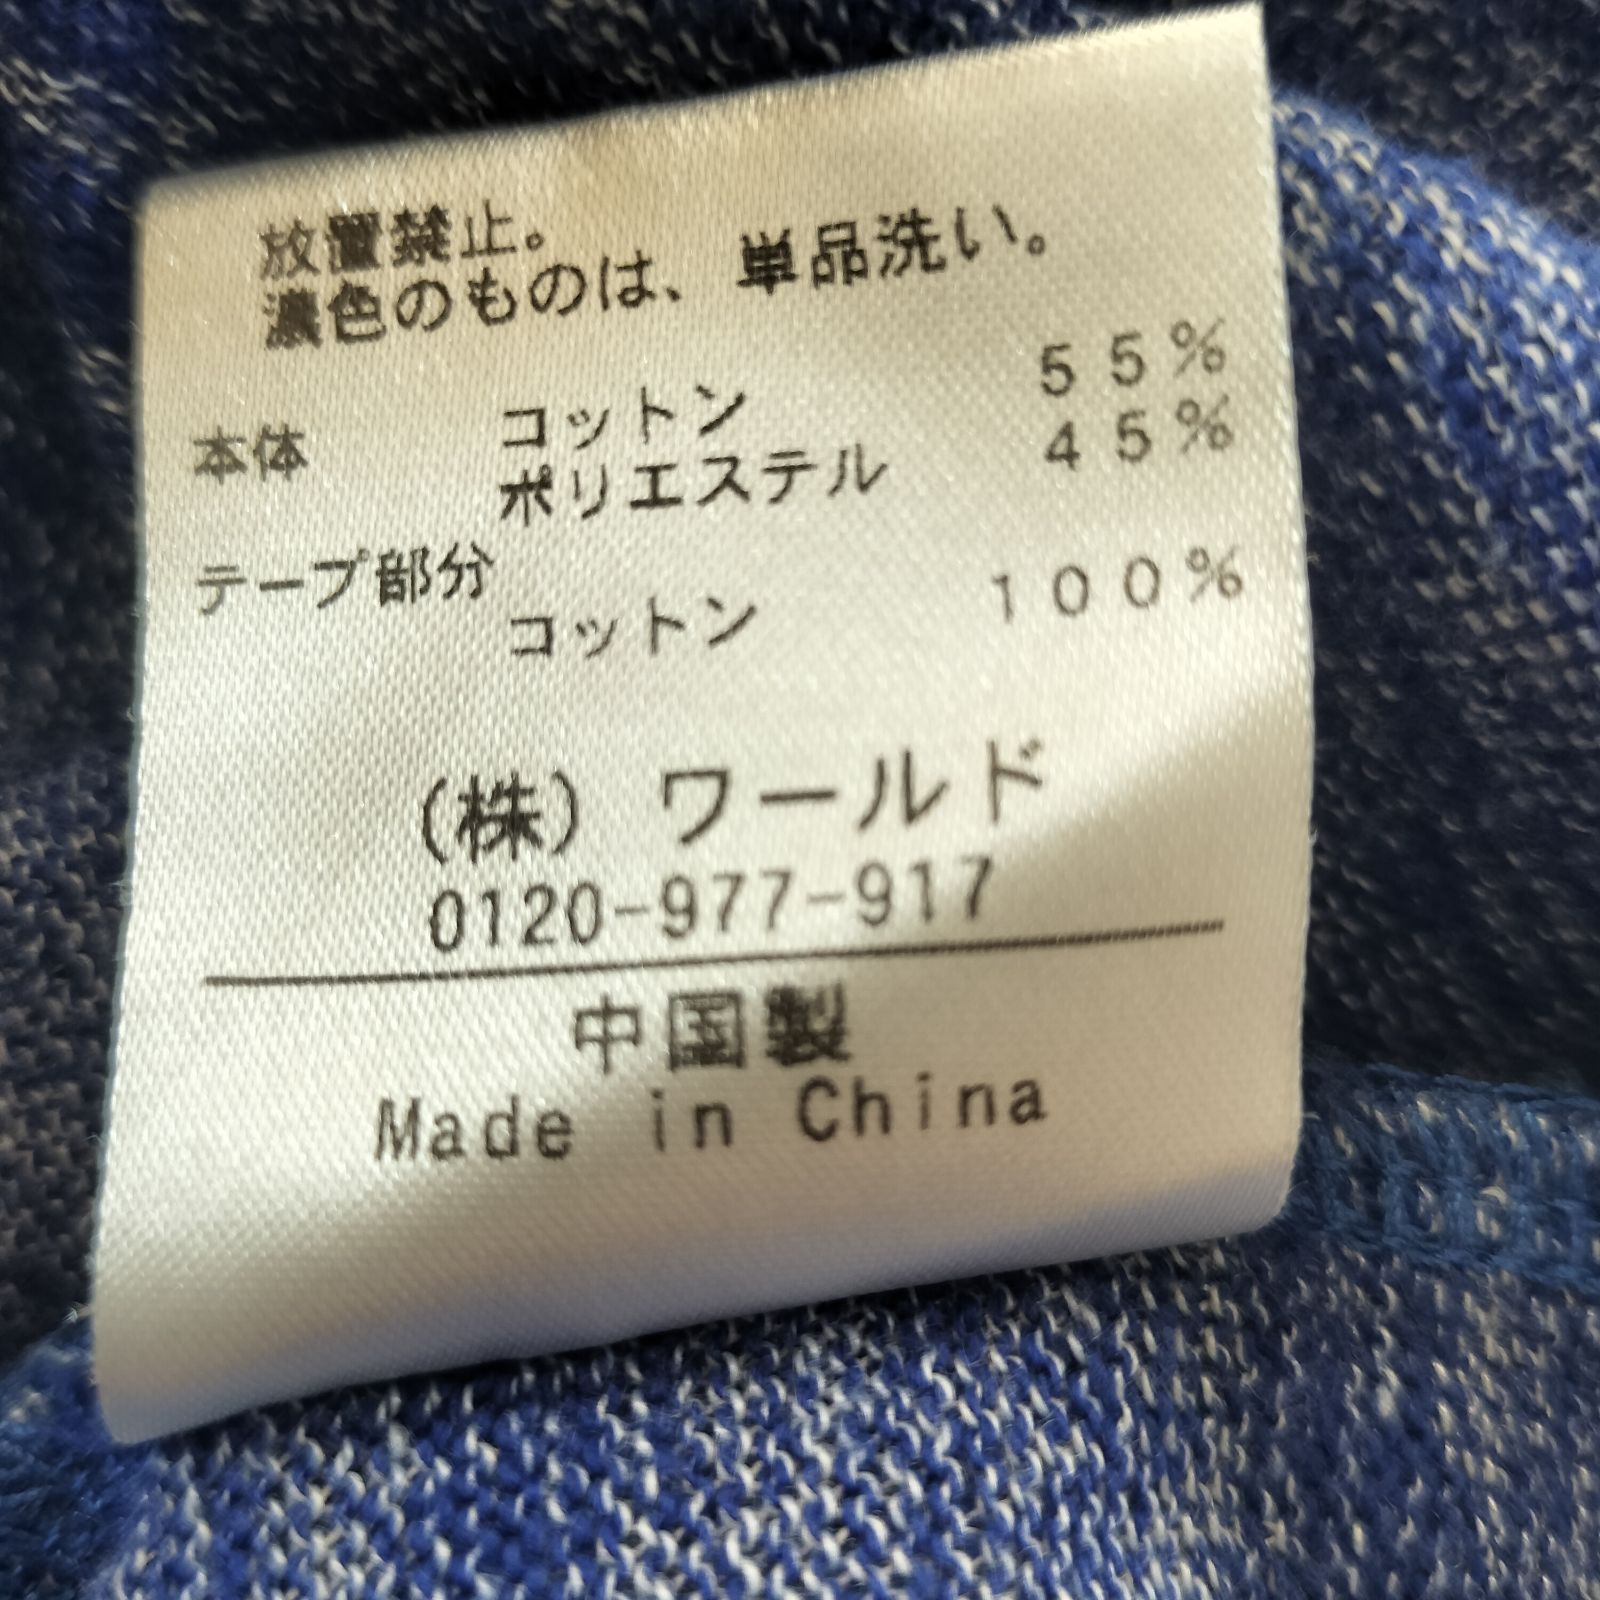 放置禁止。
濃色のものは、単品洗い。
本体 コットン 55%
ポリエステル 45%
テープ部分
コットン 100%
(株) ワールド
0120-977-917
中国製
Made in China